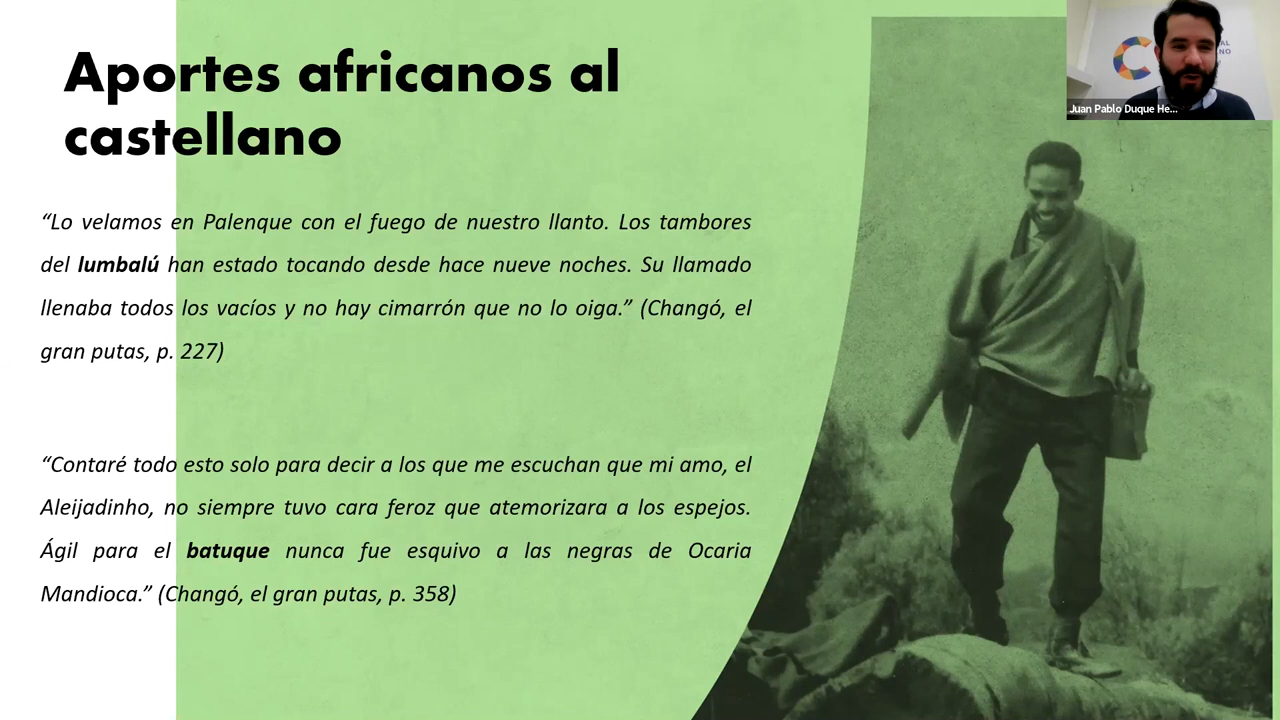 Aportes africanos al
castellano
“Lo velamos en Palenque con el fuego de nuestro llanto. Los tambores
del lumbalú han estado tocando desde hace nueve noches. Su llamado
llenaba todos los vacíos y no hay cimarrón que no lo oiga.” (Changó, el
gran putas, p. 227)
“Contaré todo esto solo para decir a los que me escuchan que mi amo, el
Aleijadinho, no siempre tuvo cara feroz que atemorizara a los espejos.
Ágil para el batuque nunca fue esquivo a las negras de Ocaria
Mandioca.” (Changó, el gran putas, p. 358)
Juan Pablo Duque He...